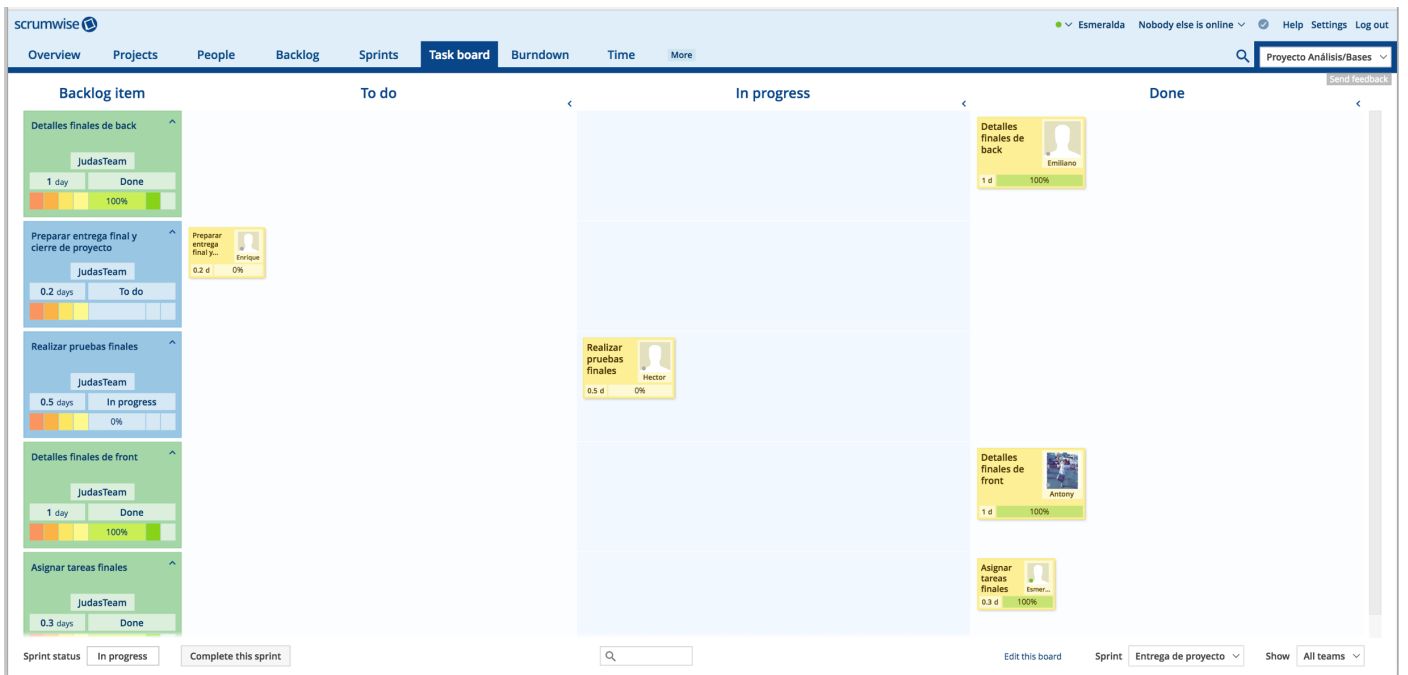 scrumwise
Esmeralda Nobody else is online Help Settings Log out
Overview Projects People Backlog Sprints Task board Burndown Time More Proyecto Análisis/Bases
Send feedback
Backlog item To do In progress Done
Detalles finales de back
JudasTeam
1 day Done
100%
Detalles
finales de
back
Emiliano
1 d 100%
Preparar entrega final y
cierre de proyecto
JudasTeam
0.2 days To do
Preparar
entrega
final y...
Enrique
0.2 d 0%
Realizar pruebas finales
JudasTeam
0.5 days In progress
0%
Realizar
pruebas
finales
Hector
0.5 d 0%
Detalles finales de front
JudasTeam
1 day Done
100%
Detalles
finales de
front
Antony
1 d 100%
Asignar tareas finales
JudasTeam
0.3 days Done
Asignar
tareas
finales
Esmer...
0.3 d 100%
Sprint status In progress Complete this sprint Edit this board Sprint Entrega de proyecto Show All teams